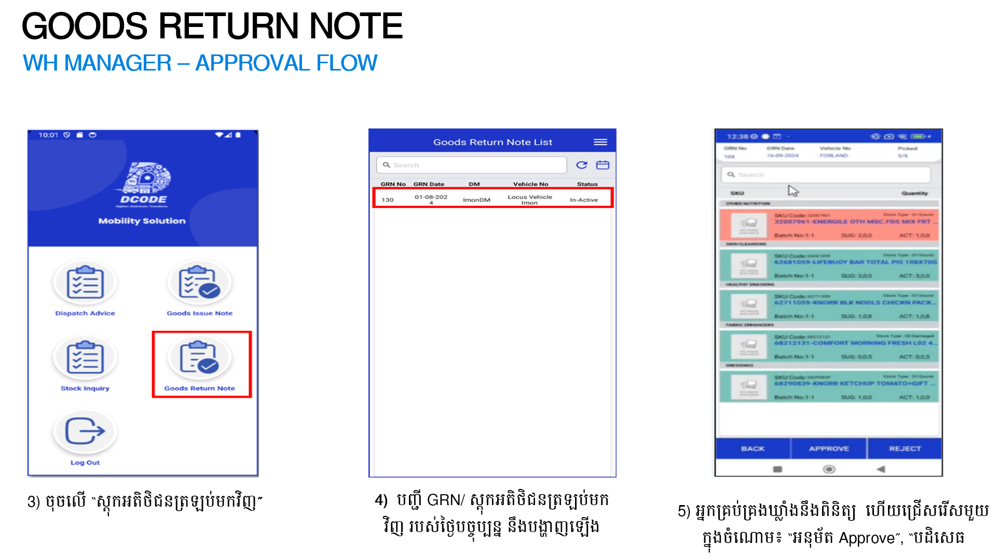 GOODS RETURN NOTE
WH MANAGER – APPROVAL FLOW
10:01
DCODE
Mobility Solution
Dispatch Advice
Goods Issue Note
Stock Inquiry
Goods Return Note
Log Out
3) ចុចលើ “ស្តុកអតិថិជនត្រឡប់មកវិញ”
Goods Return Note List
Search
GRN No GRN Date DM Vehicle No Status
130 01-08-2024 ImonDM Locus Vehicle Imon In-Active
4) បញ្ជី GRN/ ស្តុកអតិថិជនត្រឡប់មក
វិញ របស់ថ្ងៃបច្ចុប្បន្ន នឹងបង្ហាញឡើង
12:38
GRN No GRN Date Vehicle No Picked
104 16-09-2024 FORLAND 5/5
Search
SKU Quantity
OTHER NUTRITION
SKU Code:32007961 Stock Type : 01-Sound
32007961-ENERGILE OTH MSC.FDS MIX FRT ...
Batch No:1-1 SUG: 2,0,0 ACT: 1,0,0
SKIN CLEANSING
SKU Code:62681059 Stock Type : 01-Sound
62681059-LIFEBUOY BAR TOTAL PI5 108X70G
Batch No:1-1 SUG: 3,0,0 ACT: 3,0,0
HEALTHY SNACKING
SKU Code:62711059 Stock Type : 01-Sound
62711059-KNORR BLK NODLS CHICKN PACK...
Batch No:1-1 SUG: 1,0,8 ACT: 1,0,8
FABRIC ENHANCERS
SKU Code:68212131 Stock Type : 02-Damaged
68212131-COMFORT MORNING FRESH L02 4...
Batch No:1-1 SUG: 0,0,5 ACT: 0,0,5
DRESSINGS
SKU Code:68290839 Stock Type : 01-Sound
68290839-KNORR KETCHUP TOMATO+GIFT ...
Batch No:1-1 SUG: 1,0,0 ACT: 1,0,0
BACK APPROVE REJECT
5) អ្នកគ្រប់គ្រងឃ្លាំងនឹងពិនិត្យ ហើយជ្រើសរើសមួយ
ក្នុងចំណោម៖ “អនុម័ត Approve”, “បដិសេធ